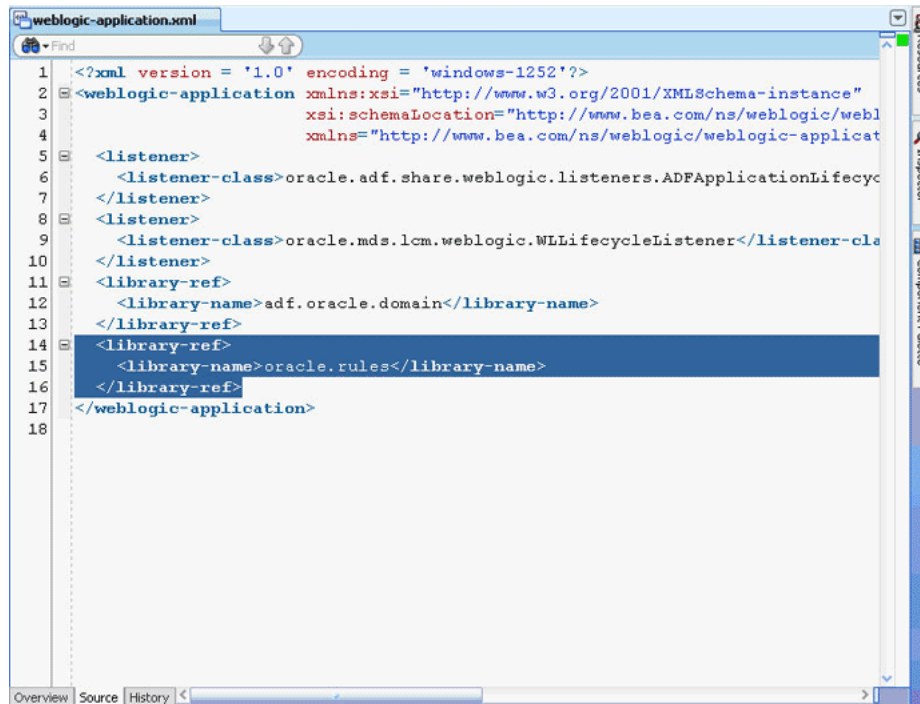 weblogic-application.xml
Find
1 <?xml version = '1.0' encoding = 'windows-1252'?>
2 <weblogic-application xmlns:xsi="http://www.w3.org/2001/XMLSchema-instance"
3 xsi:schemaLocation="http://www.bea.com/ns/weblogic/webl
4 xmlns="http://www.bea.com/ns/weblogic/weblogic-applicat
5 <listener>
6 <listener-class>oracle.adf.share.weblogic.listeners.ADFApplicationLifecyc
7 </listener>
8 <listener>
9 <listener-class>oracle.mds.lcm.weblogic.WLLifecycleListener</listener-cla
10 </listener>
11 <library-ref>
12 <library-name>adf.oracle.domain</library-name>
13 </library-ref>
14 <library-ref>
15 <library-name>oracle.rules</library-name>
16 </library-ref>
17 </weblogic-application>
18
Overview Source History